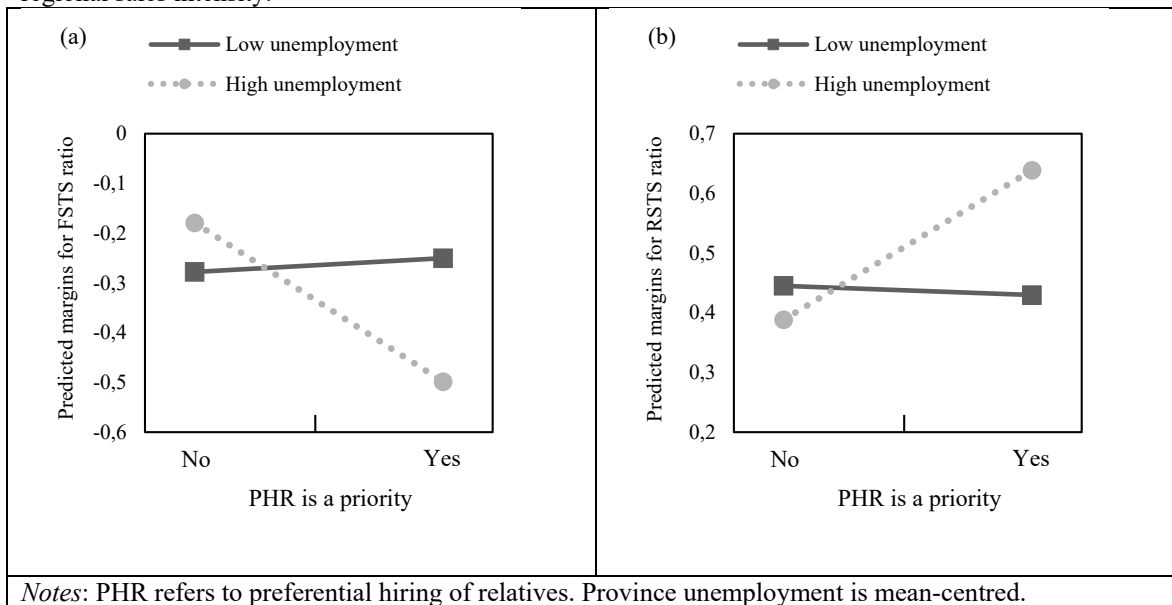 regional sales intensity.
(a)
Low unemployment
High unemployment
Predicted margins for FSTS ratio
0
-0,1
-0,2
-0,3
-0,4
-0,5
-0,6
No
Yes
PHR is a priority
(b)
Low unemployment
High unemployment
Predicted margins for RSTS ratio
0,7
0,6
0,5
0,4
0,3
0,2
No
Yes
PHR is a priority
Notes: PHR refers to preferential hiring of relatives. Province unemployment is mean-centred.